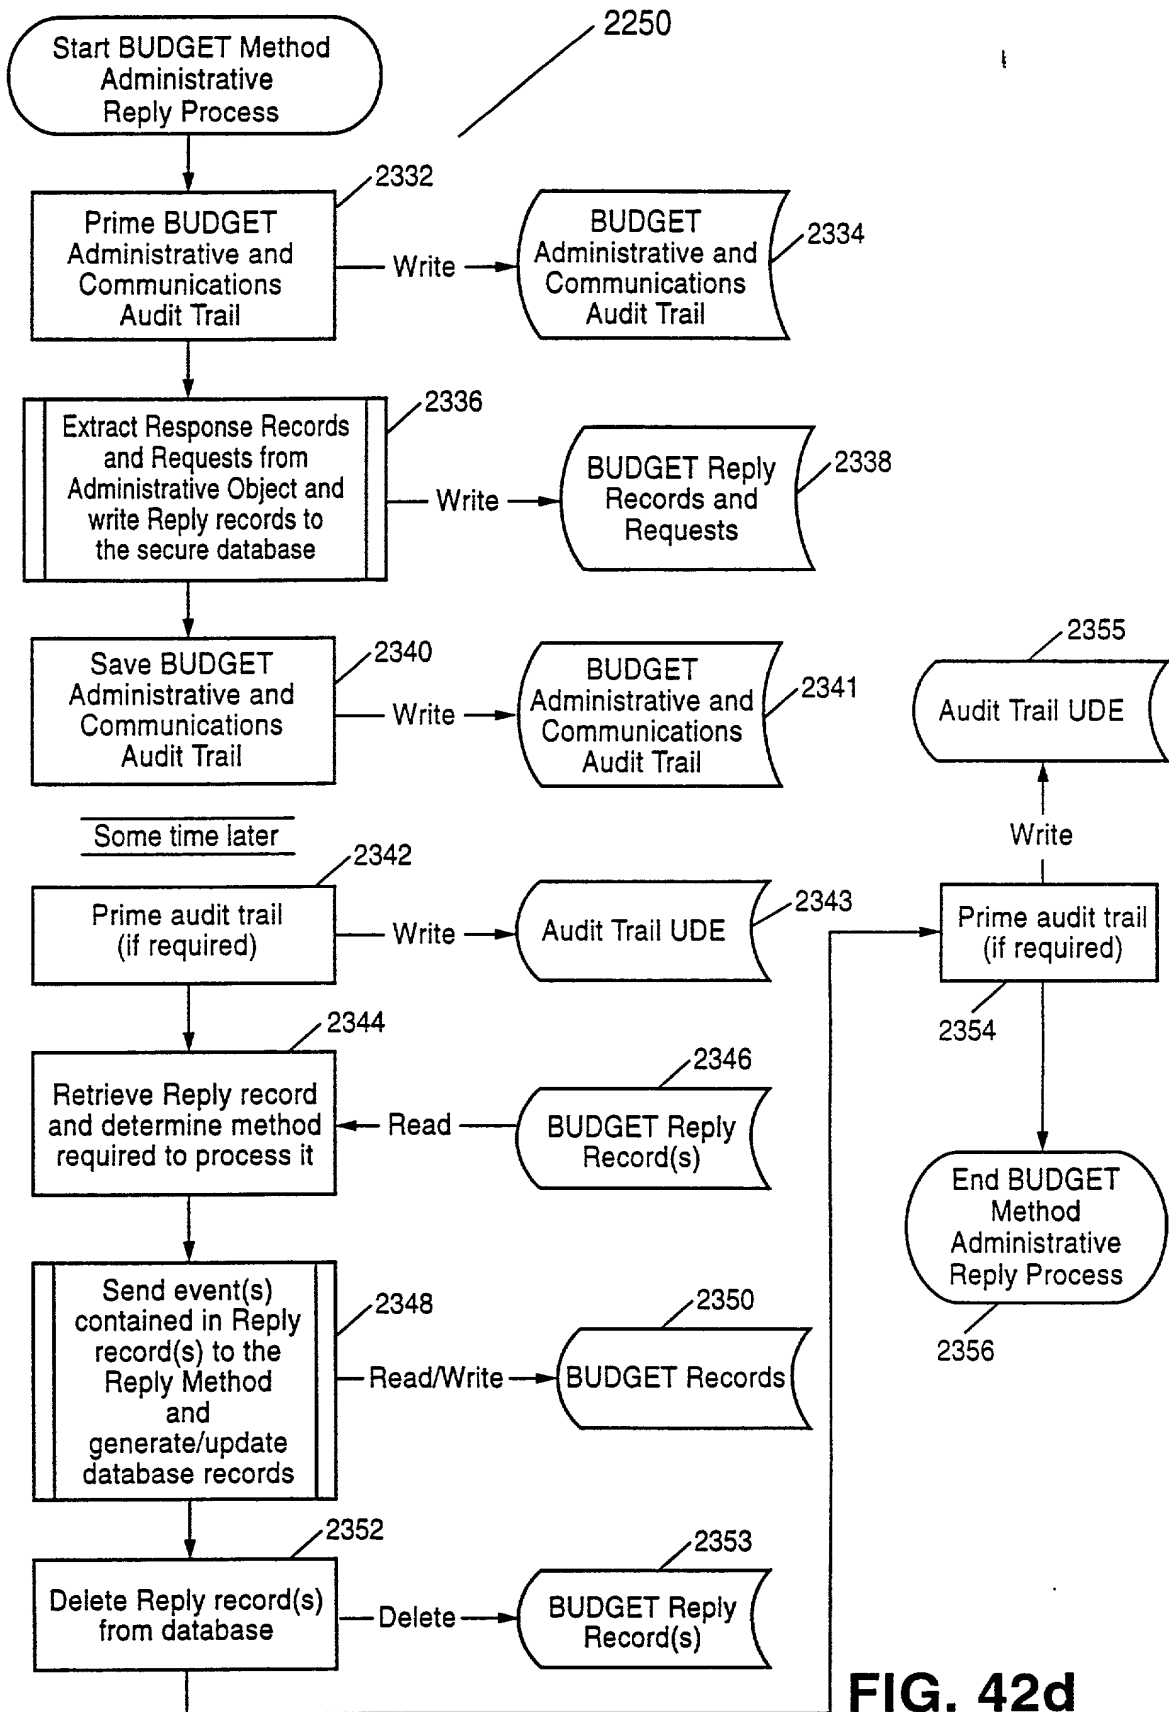 Start BUDGET Method
Administrative
Reply Process
2250
2332
Prime BUDGET
Administrative and
Communications
Audit Trail
Write
BUDGET
Administrative and
Communications
Audit Trail
2334
2336
Extract Response Records
and Requests from
Administrative Object and
write Reply records to
the secure database
Write
BUDGET Reply
Records and
Requests
2338
2340
Save BUDGET
Administrative and
Communications
Audit Trail
Write
BUDGET
Administrative and
Communications
Audit Trail
2341
Some time later
2342
Prime audit trail
(if required)
Write
Audit Trail UDE
2343
2344
Retrieve Reply record
and determine method
required to process it
Read
2346
BUDGET Reply
Record(s)
2348
Send event(s)
contained in Reply
record(s) to the
Reply Method
and
generate/update
database records
Read/Write
2350
BUDGET Records
2352
Delete Reply record(s)
from database
Delete
2353
BUDGET Reply
Record(s)
2355
Audit Trail UDE
Write
Prime audit trail
(if required)
2354
End BUDGET
Method
Administrative
Reply Process
2356
FIG. 42d